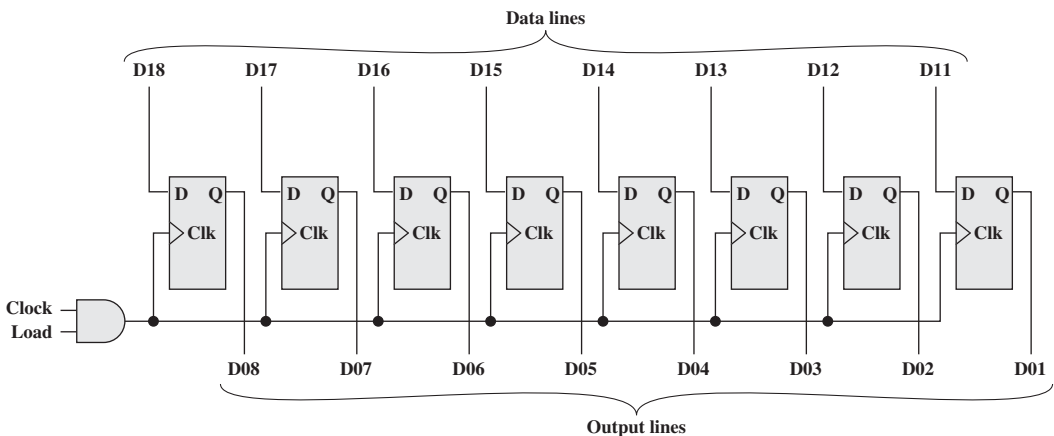 Data lines
D18 D17 D16 D15 D14 D13 D12 D11
D Q D Q D Q D Q D Q D Q D Q D Q
Clk Clk Clk Clk Clk Clk Clk Clk
Clock
Load
D08 D07 D06 D05 D04 D03 D02 D01
Output lines